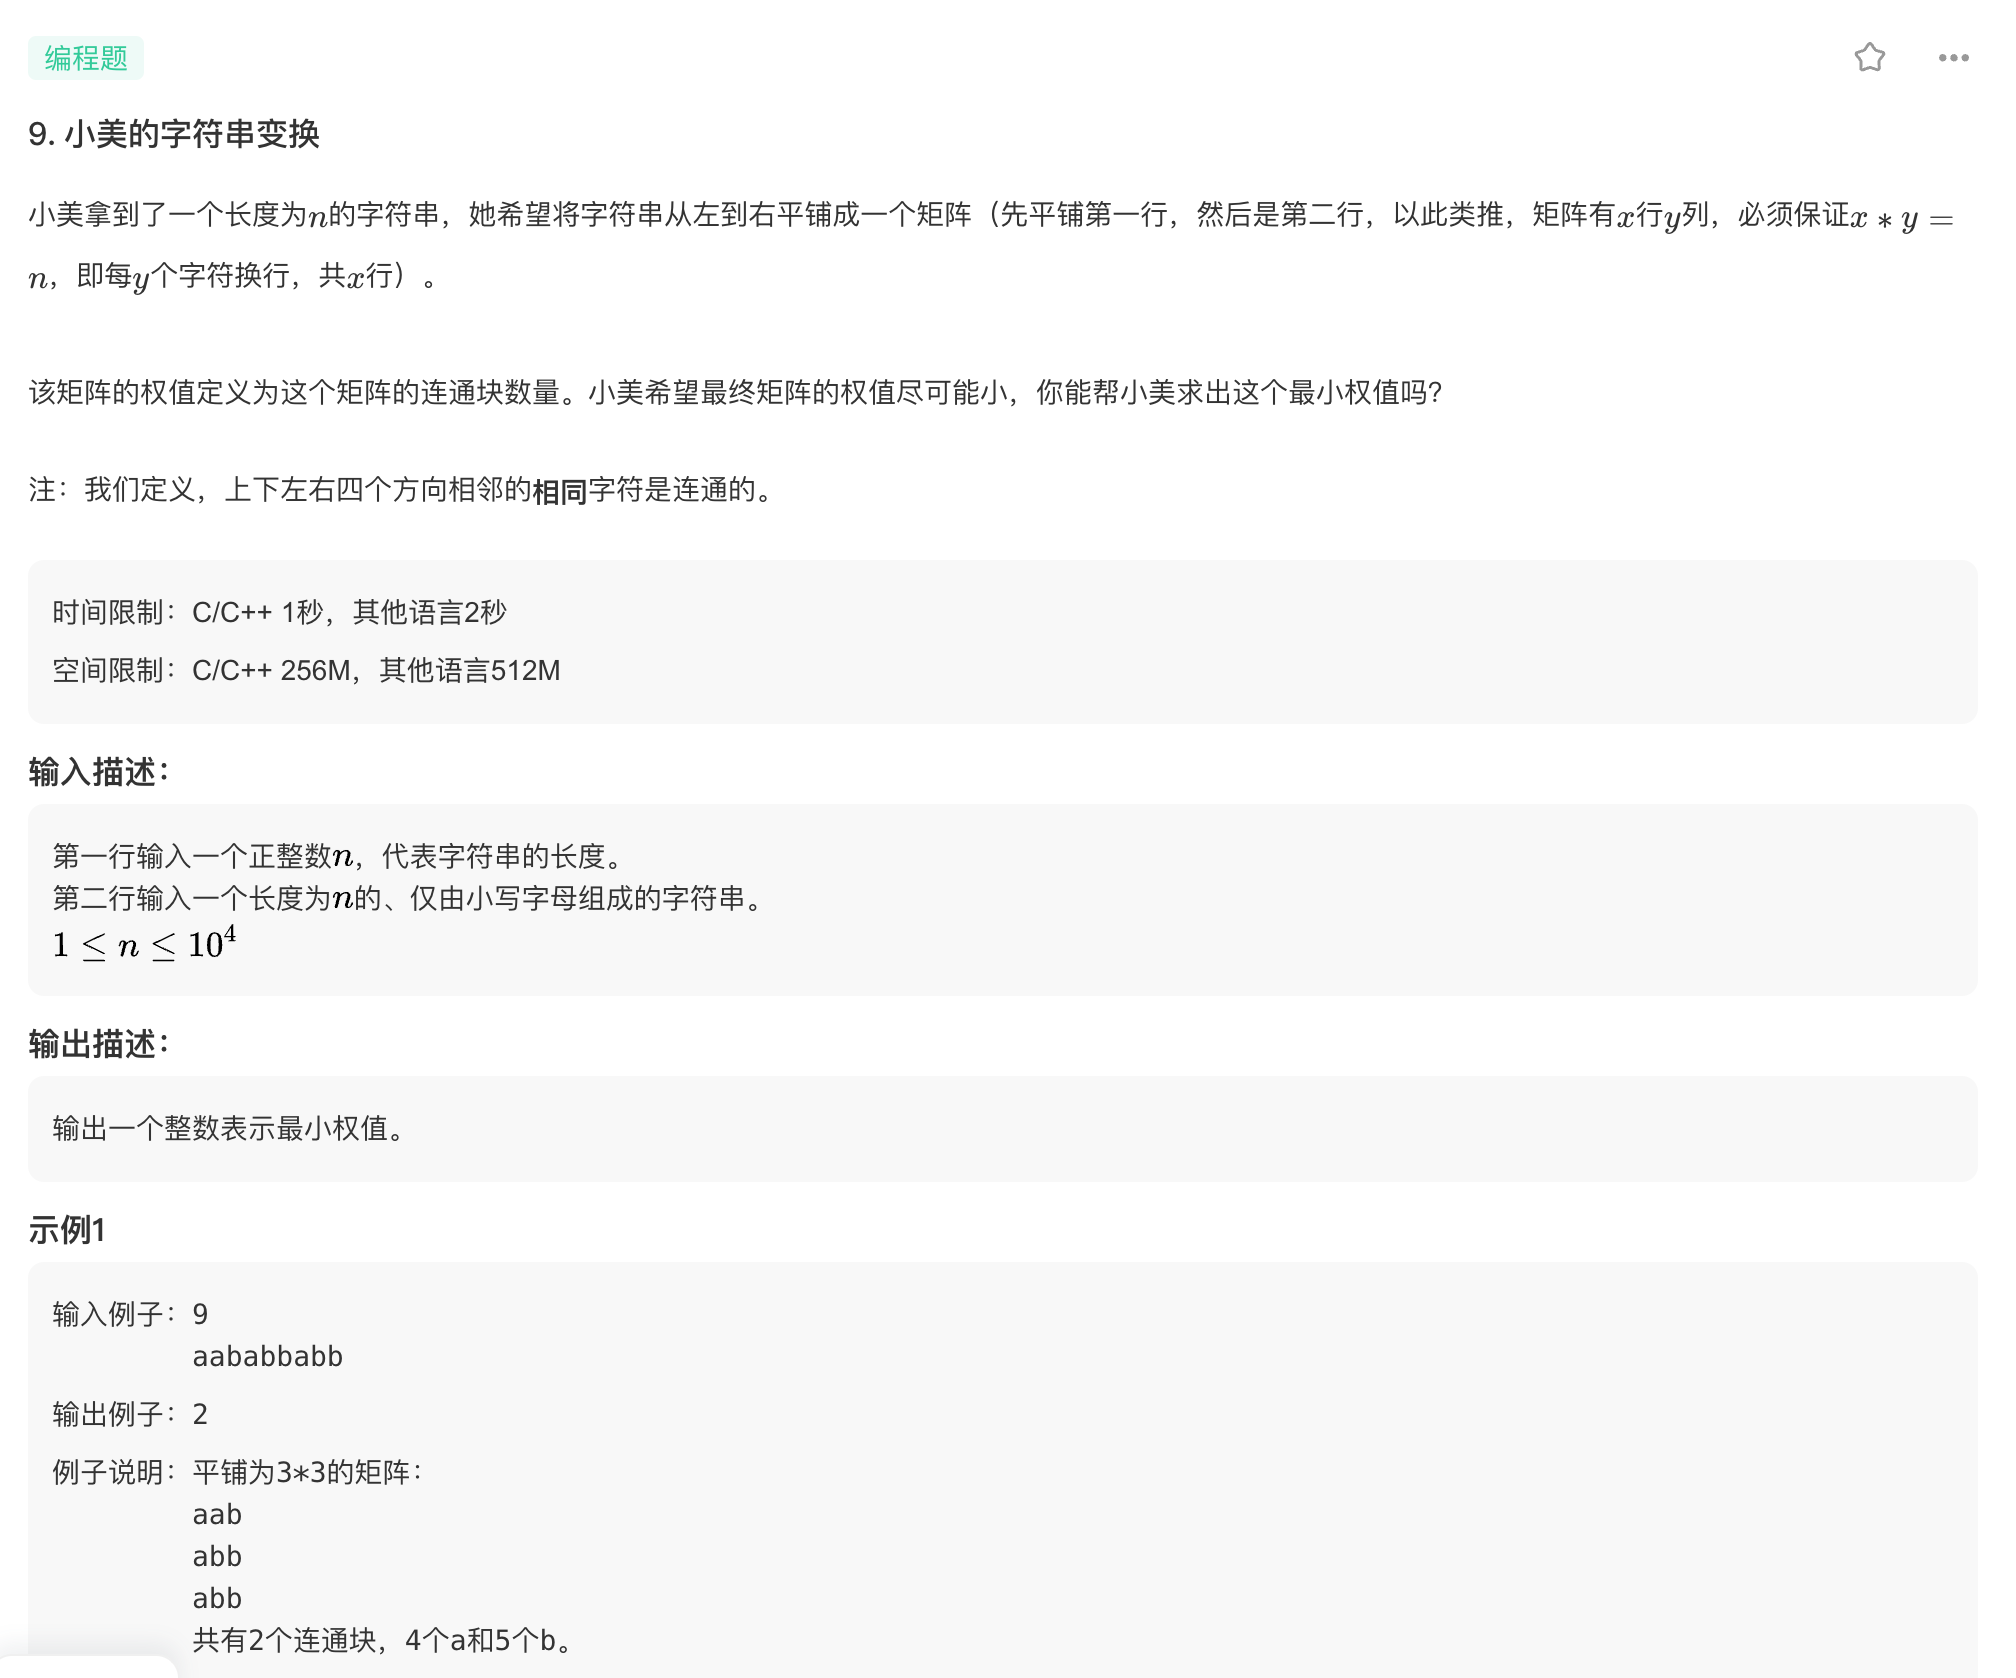 编程题
9. 小美的字符串变换
小美拿到了一个长度为n的字符串，她希望将字符串从左到右平铺成一个矩阵（先平铺第一行，然后是第二行，以此类推，矩阵有x行y列，必须保证x * y =
n，即每y个字符换行，共x行）。
该矩阵的权值定义为这个矩阵的连通块数量。小美希望最终矩阵的权值尽可能小，你能帮小美求出这个最小权值吗？
注：我们定义，上下左右四个方向相邻的相同字符是连通的。
时间限制：C/C++ 1秒，其他语言2秒
空间限制：C/C++ 256M，其他语言512M
输入描述：
第一行输入一个正整数n，代表字符串的长度。
第二行输入一个长度为n的、仅由小写字母组成的字符串。
1 ≤ n ≤ 10⁴
输出描述：
输出一个整数表示最小权值。
示例1
输入例子：9
aababbabb
输出例子：2
例子说明：平铺为3*3的矩阵：
aab
abb
abb
共有2个连通块，4个a和5个b。